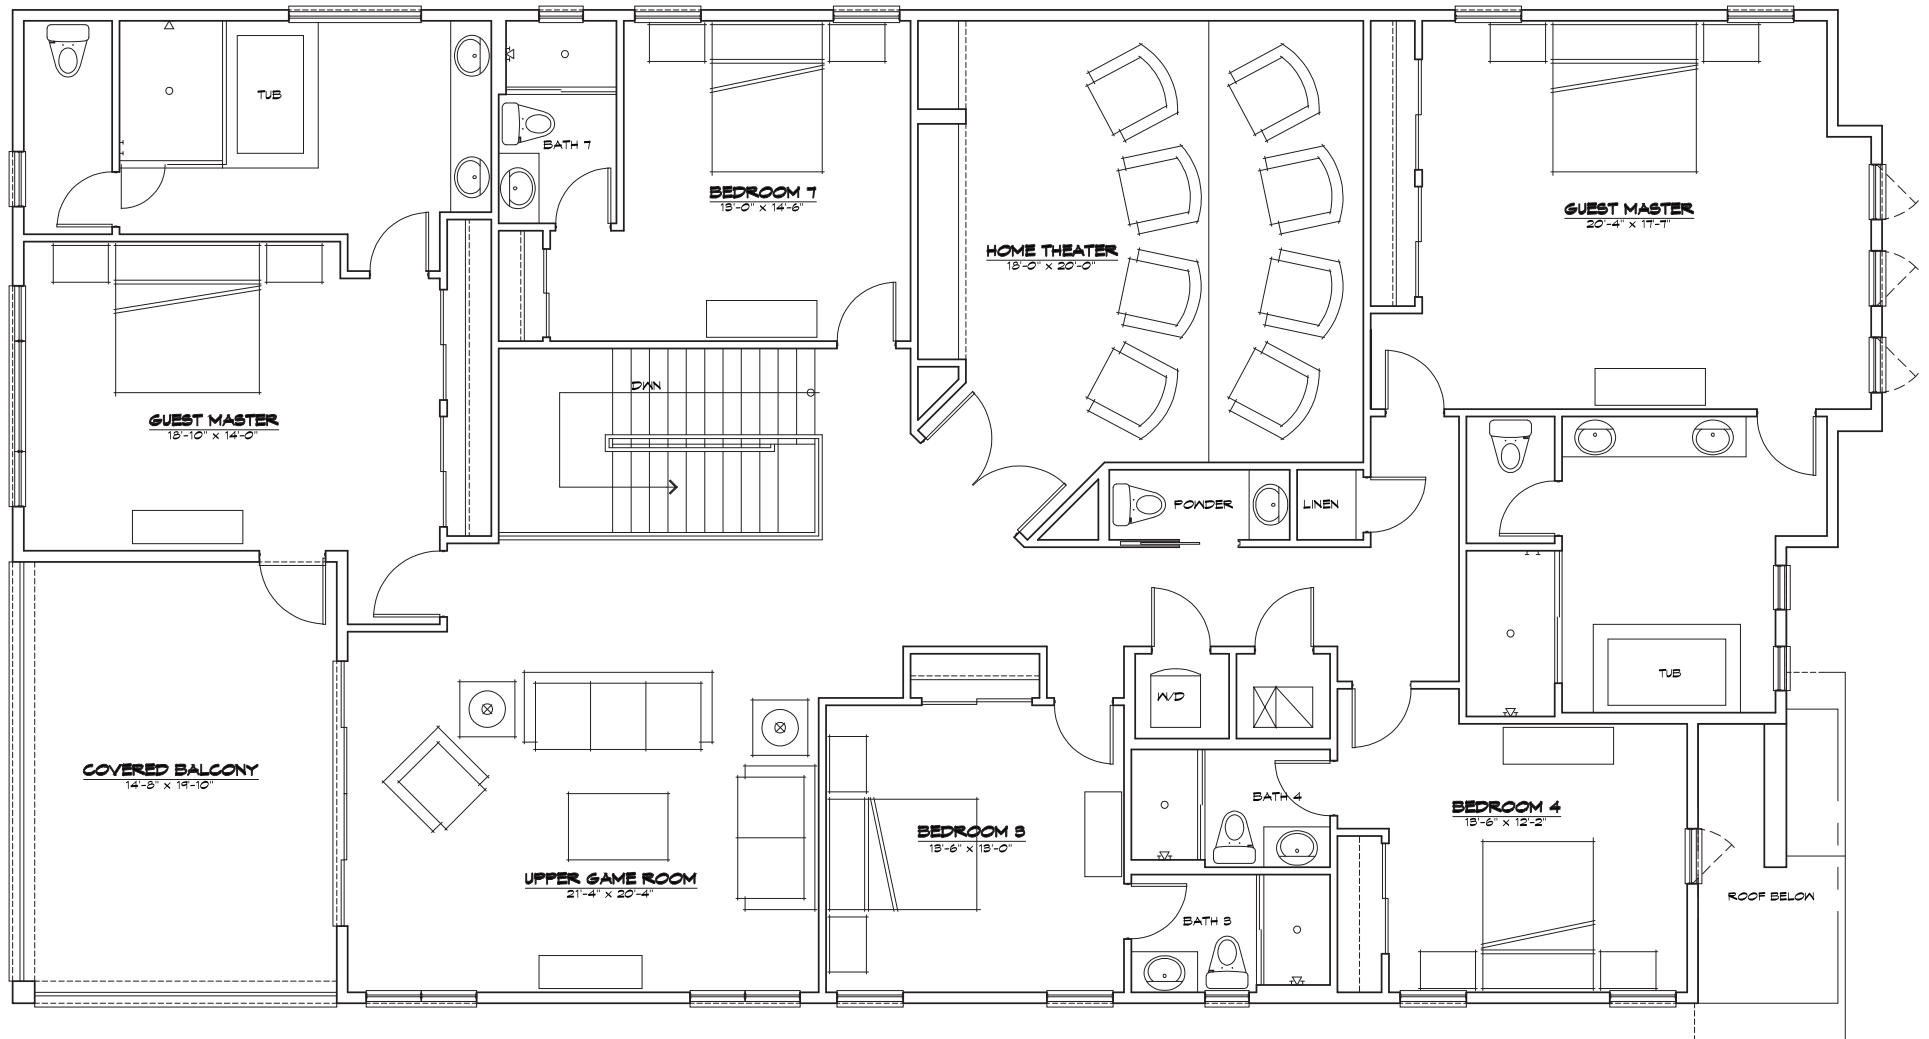 TUB
BATH 7
BEDROOM 7
13'-0" x 14'-6"
HOME THEATER
18'-0" x 20'-0"
GUEST MASTER
20'-4" x 17'-7"
DWN
GUEST MASTER
18'-10" x 14'-0"
POWDER
LINEN
W/D
TUB
COVERED BALCONY
14'-8" x 19'-10"
BATH 4
BEDROOM 4
13'-6" x 12'-2"
BEDROOM 3
13'-6" x 13'-0"
UPPER GAME ROOM
21'-4" x 20'-4"
ROOF BELOW
BATH 3